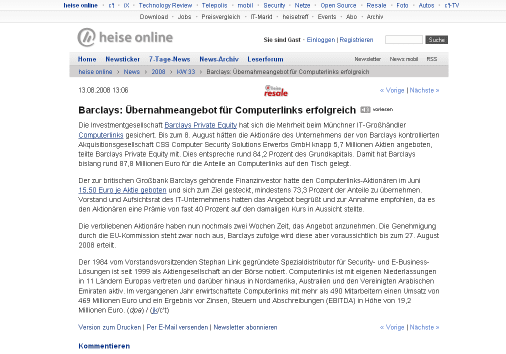 heise online · c't · iX · Technology Review · Telepolis · mobil · Security · Netze · Open Source · Resale · Foto · Autos · c't-TV
Download · Jobs · Preisvergleich · IT-Markt · heisetreff · Events · Abo · Archiv
heise online
Sie sind Gast · Einloggen | Registrieren
Suche
Home Newsticker 7-Tage-News News-Archiv Leserforum Newsletter News mobil RSS
heise online › News › 2008 › KW 33 › Barclays: Übernahmeangebot für Computerlinks erfolgreich
13.08.2008 13:06
resale
« Vorige | Nächste »
Barclays: Übernahmeangebot für Computerlinks erfolgreich vorlesen
Die Investmentgesellschaft Barclays Private Equity hat sich die Mehrheit beim Münchner IT-Großhändler
Computerlinks gesichert. Bis zum 8. August hätten die Aktionäre des Unternehmens der von Barclays kontrollierten
Akquisitionsgesellschaft CSS Computer Security Solutions Erwerbs GmbH knapp 5,7 Millionen Aktien angeboten,
teilte Barclays Private Equity mit. Dies entspreche rund 84,2 Prozent des Grundkapitals. Damit hat Barclays
bislang rund 87,8 Millionen Euro für die Anteile an Computerlinks auf den Tisch gelegt.
Der zur britischen Großbank Barclays gehörende Finanzinvestor hatte den Computerlinks-Aktionären im Juni
15,50 Euro je Aktie geboten und sich zum Ziel gesteckt, mindestens 73,3 Prozent der Anteile zu übernehmen.
Vorstand und Aufsichtsrat des IT-Unternehmens hatten das Angebot begrüßt und zur Annahme empfohlen, da es
den Aktionären eine Prämie von fast 40 Prozent auf den damaligen Kurs in Aussicht stellte.
Die verbliebenen Aktionäre haben nun nochmals zwei Wochen Zeit, das Angebot anzunehmen. Die Genehmigung
durch die EU-Kommission steht zwar noch aus, Barclays zufolge wird diese aber voraussichtlich bis zum 27. August
2008 erteilt.
Der 1984 vom Vorstandsvorsitzenden Stephan Link gegründete Spezialdistributor für Security- und E-Business-
Lösungen ist seit 1999 als Aktiengesellschaft an der Börse notiert. Computerlinks ist mit eigenen Niederlassungen
in 11 Ländern Europas vertreten und darüber hinaus in Nordamerika, Australien und den Vereinigten Arabischen
Emiraten aktiv. Im vergangenen Jahr erwirtschaftete Computerlinks mit mehr als 490 Mitarbeitern einen Umsatz von
469 Millionen Euro und ein Ergebnis vor Zinsen, Steuern und Abschreibungen (EBITDA) in Höhe von 19,2
Millionen Euro. (dpa) / (jk/c't)
Version zum Drucken | Per E-Mail versenden | Newsletter abonnieren
« Vorige | Nächste »
Kommentieren